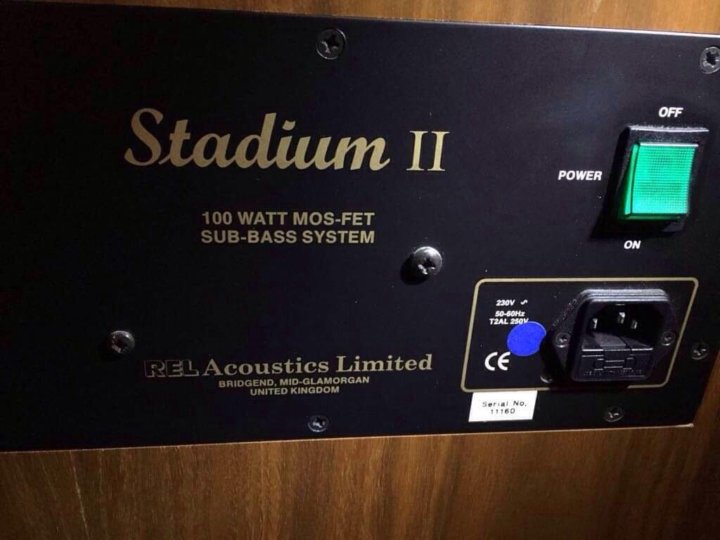 Stadium II
100 WATT MOS-FET
SUB-BASS SYSTEM
OFF
POWER
ON
230V ∿
50-60Hz
T2AL 250V
CE
REL Acoustics Limited
BRIDGEND, MID-GLAMORGAN
UNITED KINGDOM
Serial No.
11160